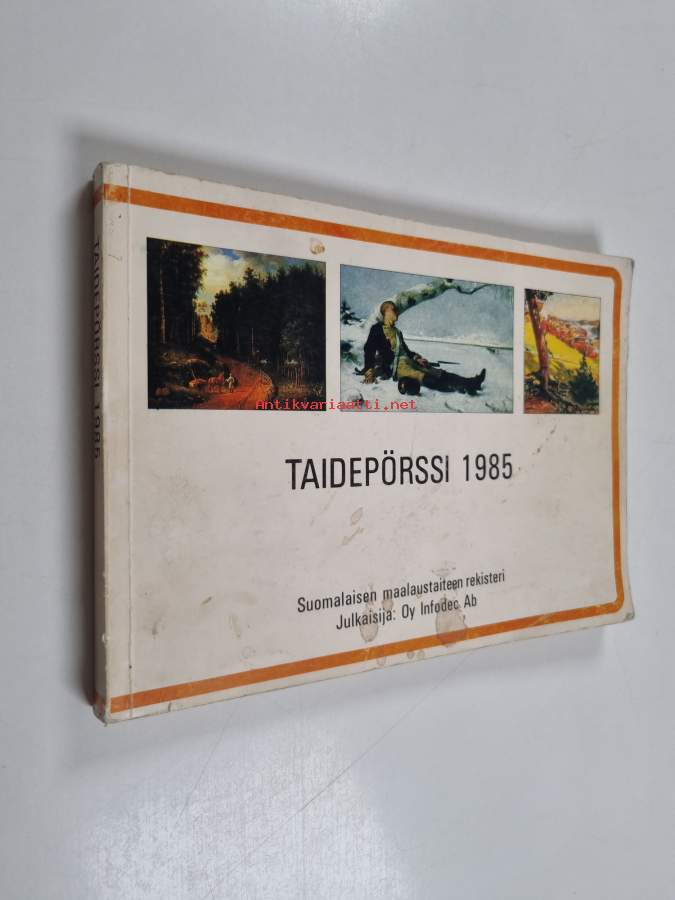 TAIDEPÖRSSI 1985
Antikvariaatti.net
TAIDEPÖRSSI 1985
Suomalaisen maalaustaiteen rekisteri
Julkaisija: Oy Infodec Ab